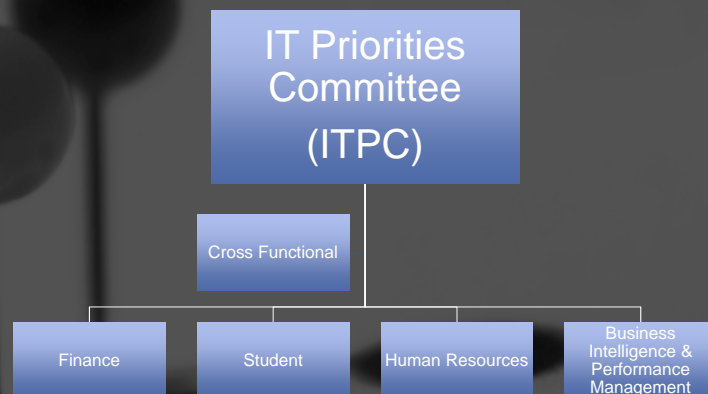 IT Priorities
Committee
(ITPC)
Cross Functional
Finance
Student
Human Resources
Business
Intelligence &
Performance
Management